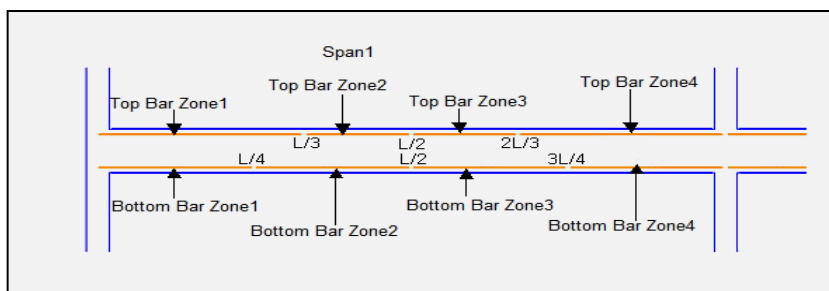 Span1
Top Bar Zone1
Top Bar Zone2
Top Bar Zone3
Top Bar Zone4
L/3
L/2
2L/3
L/4
L/2
3L/4
Bottom Bar Zone1
Bottom Bar Zone2
Bottom Bar Zone3
Bottom Bar Zone4